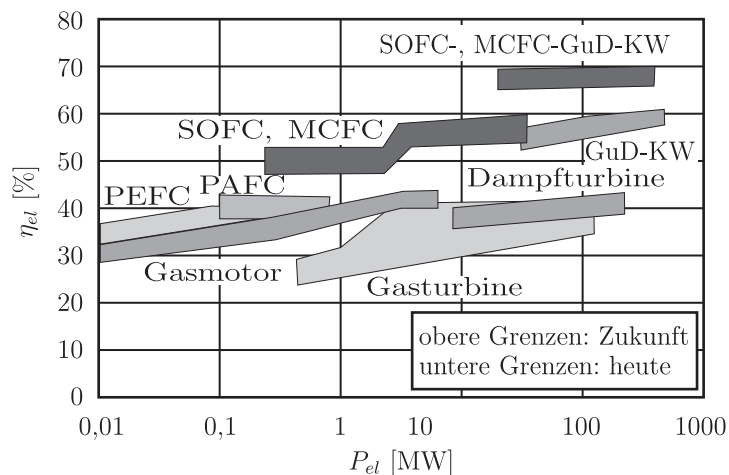 80
70
60
50
40
30
20
10
0
η_el [%]
SOFC-, MCFC-GuD-KW
SOFC, MCFC
GuD-KW
PEFC
PAFC
Dampfturbine
Gasmotor
Gasturbine
obere Grenzen: Zukunft
untere Grenzen: heute
0,01 0,1 1 10 100 1000
P_el [MW]